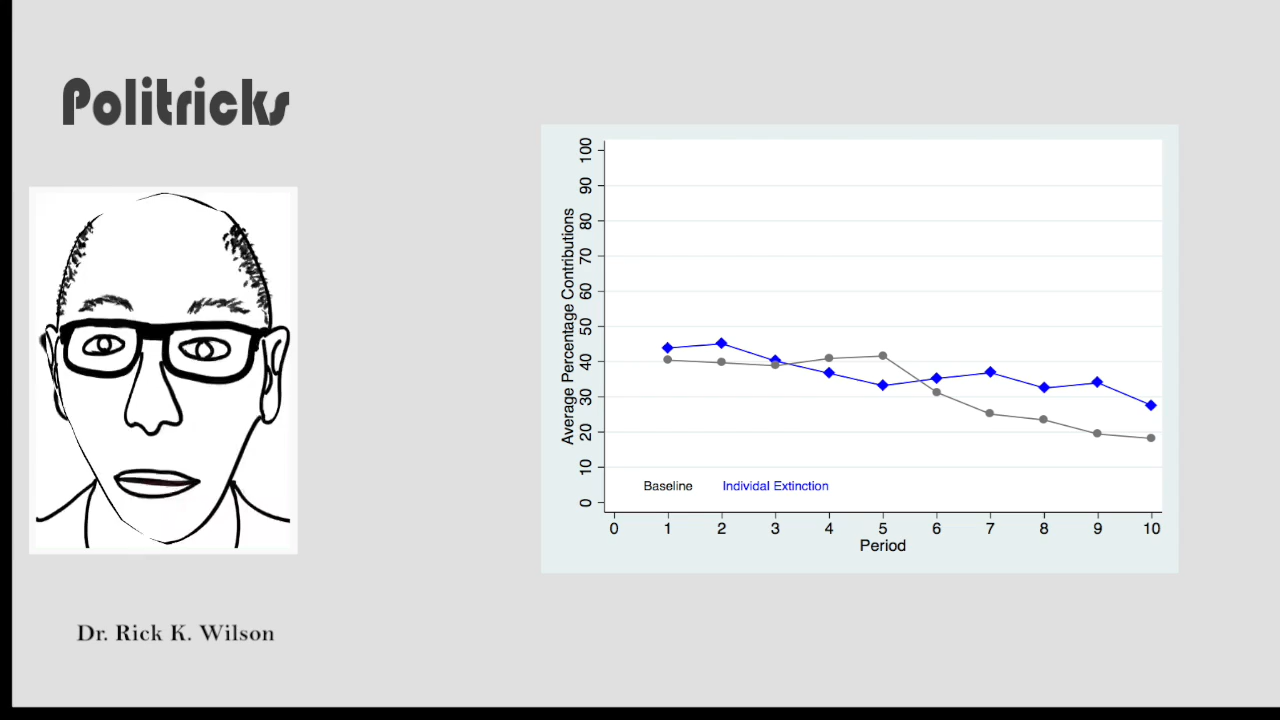 Politricks
Average Percentage Contributions
100
90
80
70
60
50
40
30
20
10
0
Baseline Individal Extinction
0 1 2 3 4 5 6 7 8 9 10
Period
Dr. Rick K. Wilson